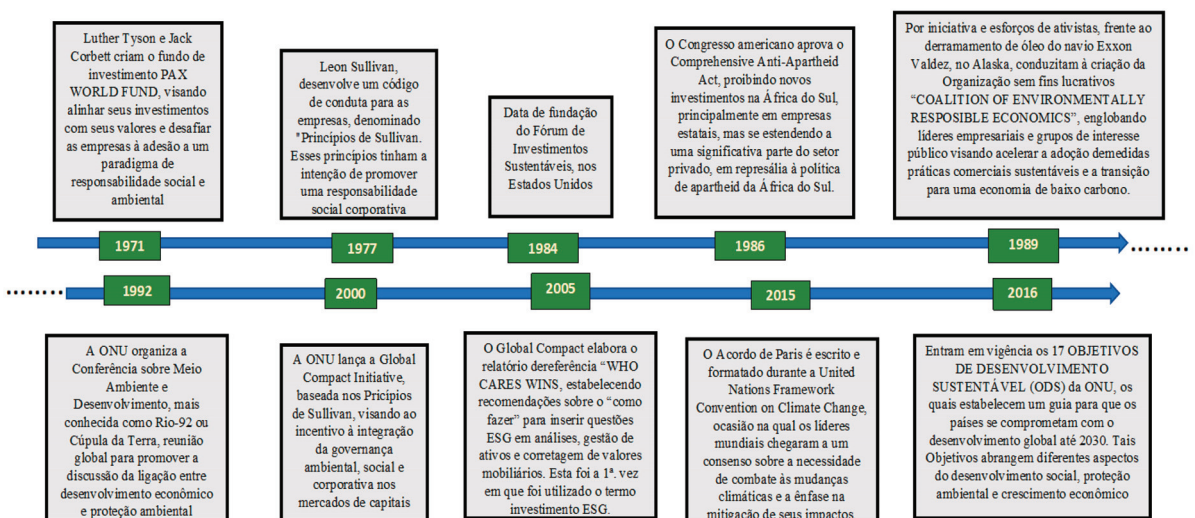 Luther Tyson e Jack
Corbett criam o fundo de
investimento PAX
WORLD FUND, visando
alinhar seus investimentos
com seus valores e desafiar
as empresas à adesão a um
paradigma de
responsabilidade social e
ambiental
Leon Sullivan,
desenvolve um código
de conduta para as
empresas, denominado
"Princípios de Sullivan.
Esses princípios tinham a
intenção de promover
uma responsabilidade
social corporativa
Data de fundação
do Fórum de
Investimentos
Sustentáveis, nos
Estados Unidos
O Congresso americano aprova o
Comprehensive Anti-Apartheid
Act, proibindo novos
investimentos na África do Sul,
principalmente em empresas
estatais, mas se estendendo a
uma significativa parte do setor
privado, em represália à política
de apartheid da África do Sul.
Por iniciativa e esforços de ativistas, frente ao
derramamento de óleo do navio Exxon
Valdez, no Alaska, conduzitam à criação da
Organização sem fins lucrativos
“COALITION OF ENVIRONMENTALLY
RESPOSIBLE ECONOMICS”, englobando
líderes empresariais e grupos de interesse
público visando acelerar a adoção demedidas
práticas comerciais sustentáveis e a transição
para uma economia de baixo carbono.
1971
1977
1984
1986
1989
1992
2000
2005
2015
2016
A ONU organiza a
Conferência sobre Meio
Ambiente e
Desenvolvimento, mais
conhecida como Rio-92 ou
Cúpula da Terra, reunião
global para promover a
discussão da ligação entre
desenvolvimento econômico
e proteção ambiental
A ONU lança a Global
Compact Initiative,
baseada nos Pricípios
de Sullivan, visando ao
incentivo à integração
da governança
ambiental, social e
corporativa nos
mercados de capitais
O Global Compact elabora o
relatório dereferência “WHO
CARES WINS, estabelecendo
recomendações sobre o “como
fazer” para inserir questões
ESG em análises, gestão de
ativos e corretagem de valores
mobiliários. Esta foi a 1ª. vez
em que foi utilizado o termo
investimento ESG.
O Acordo de Paris é escrito e
formatado durante a United
Nations Framework
Convention on Climate Change,
ocasião na qual os líderes
mundiais chegaram a um
consenso sobre a necessidade
de combate às mudanças
climáticas e a ênfase na
mitigação de seus impactos
Entram em vigência os 17 OBJETIVOS
DE DESENVOLVIMENTO
SUSTENTÁVEL (ODS) da ONU, os
quais estabelecem um guia para que os
países se comprometam com o
desenvolvimento global até 2030. Tais
Objetivos abrangem diferentes aspectos
do desenvolvimento social, proteção
ambiental e crescimento econômico